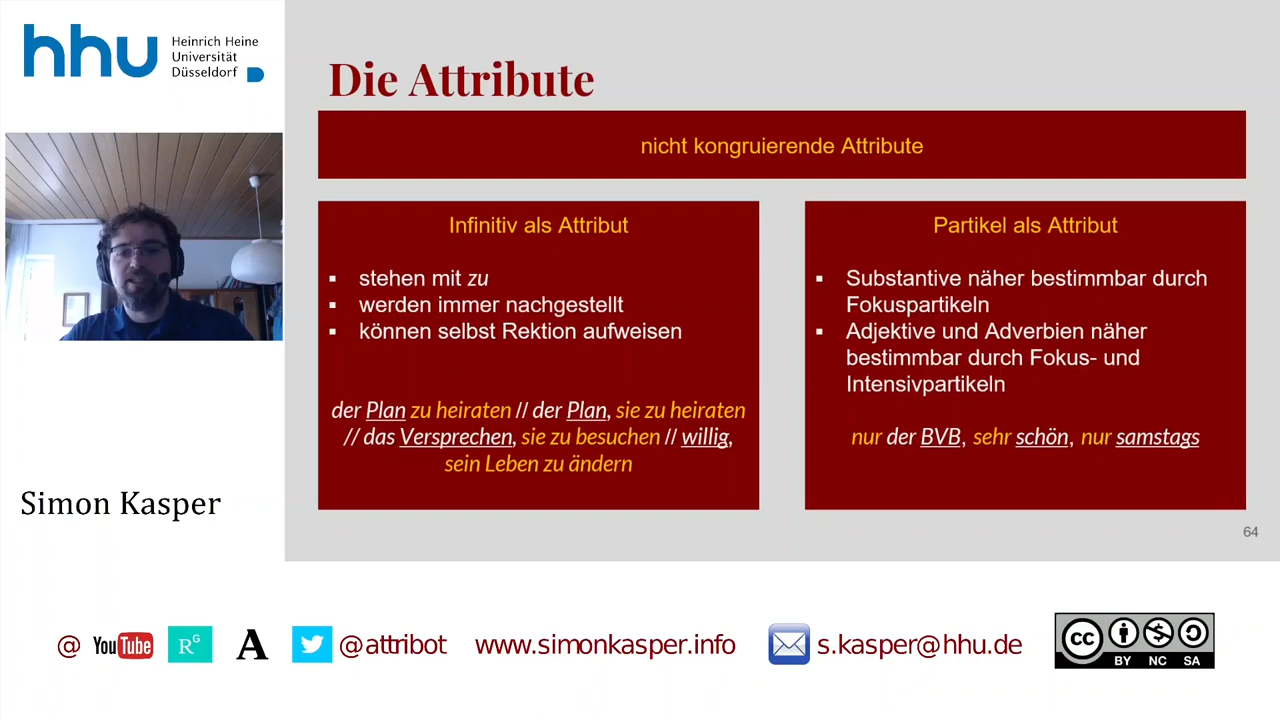 hhu
Heinrich Heine
Universität
Düsseldorf
Die Attribute
nicht kongruierende Attribute
Infinitiv als Attribut
▪ stehen mit zu
▪ werden immer nachgestellt
▪ können selbst Rektion aufweisen
der Plan zu heiraten // der Plan, sie zu heiraten
// das Versprechen, sie zu besuchen // willig,
sein Leben zu ändern
Partikel als Attribut
▪ Substantive näher bestimmbar durch
Fokuspartikeln
▪ Adjektive und Adverbien näher
bestimmbar durch Fokus- und
Intensivpartikeln
nur der BVB, sehr schön, nur samstags
Simon Kasper
64
@ YouTube RG A @attribot www.simonkasper.info s.kasper@hhu.de
cc BY NC SA